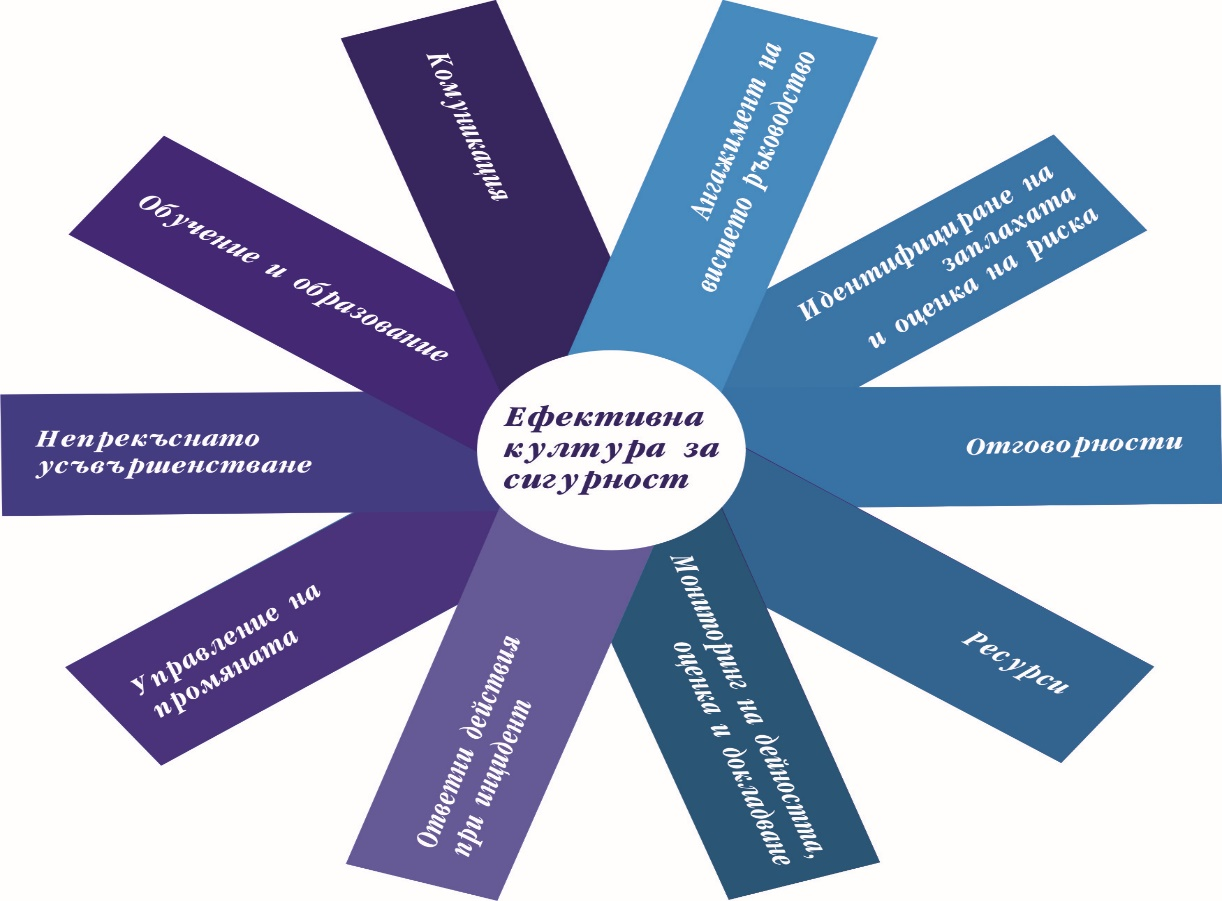 Ефективна
култура за
сигурност
Ангажимент на
висшето ръководство
Идентифициране на
заплахата
и оценка на риска
Отговорности
Ресурси
Мониторинг на дейността,
оценка и докладване
Ответни действия
при инцидент
Управление на
промяната
Непрекъснато
усъвършенстване
Обучение и образование
Комуникация